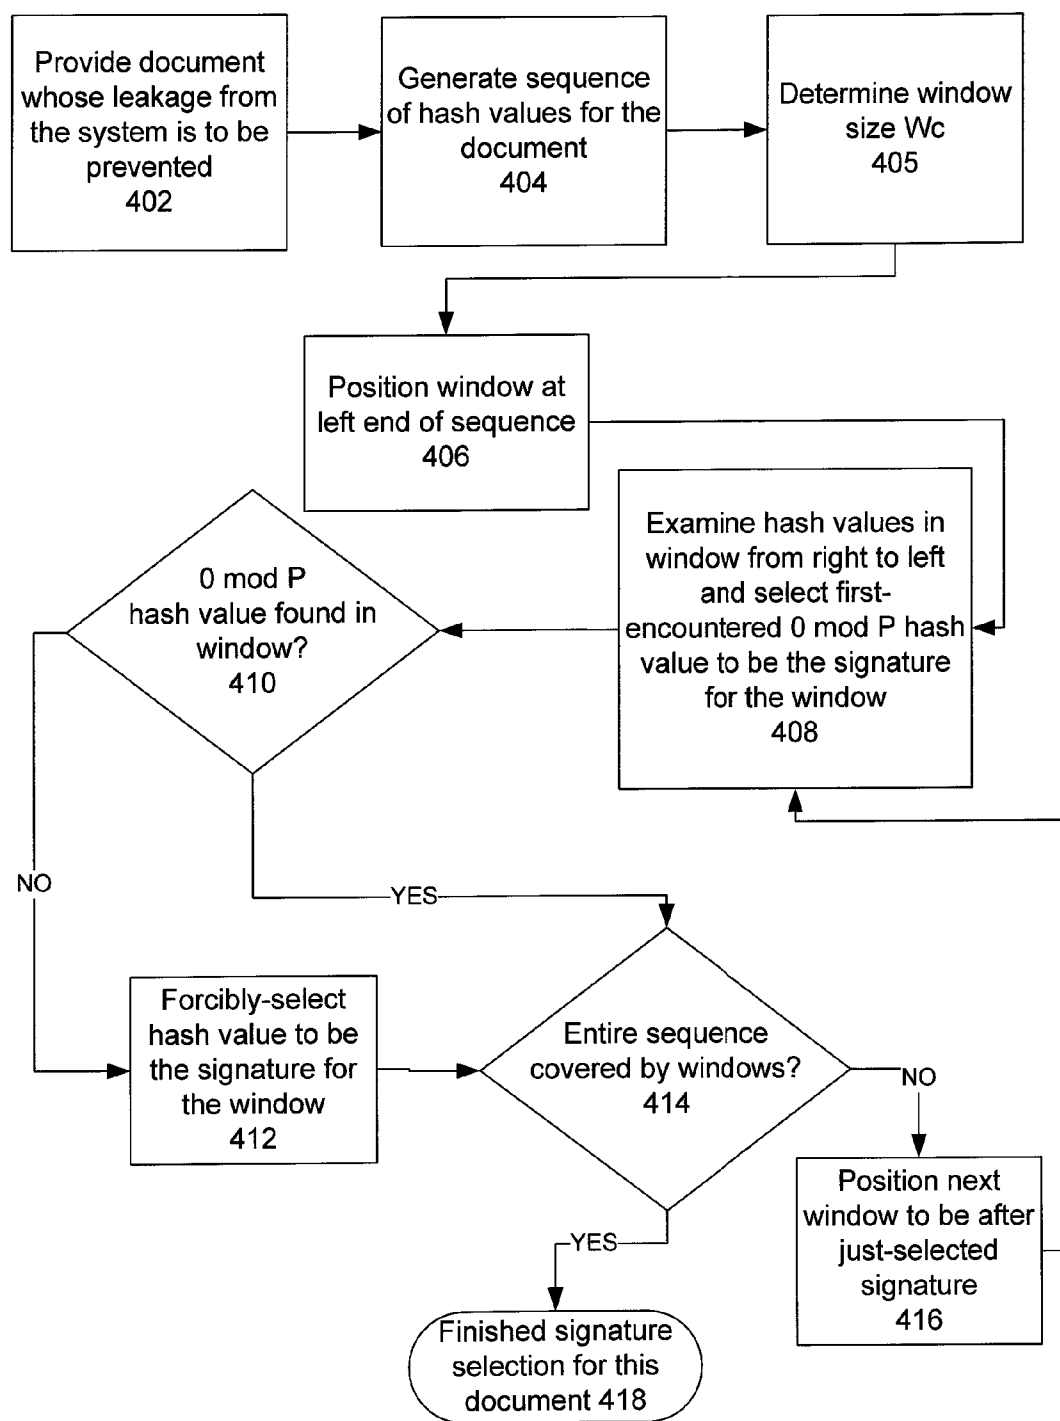 Provide document
whose leakage from
the system is to be
prevented
402
Generate sequence
of hash values for the
document
404
Determine window
size Wc
405
Position window at
left end of sequence
406
Examine hash values in
window from right to left
and select first-
encountered 0 mod P hash
value to be the signature
for the window
408
0 mod P
hash value found in
window?
410
NO
YES
Forcibly-select
hash value to be
the signature for
the window
412
Entire sequence
covered by windows?
414
NO
Position next
window to be after
just-selected
signature
416
YES
Finished signature
selection for this
document 418